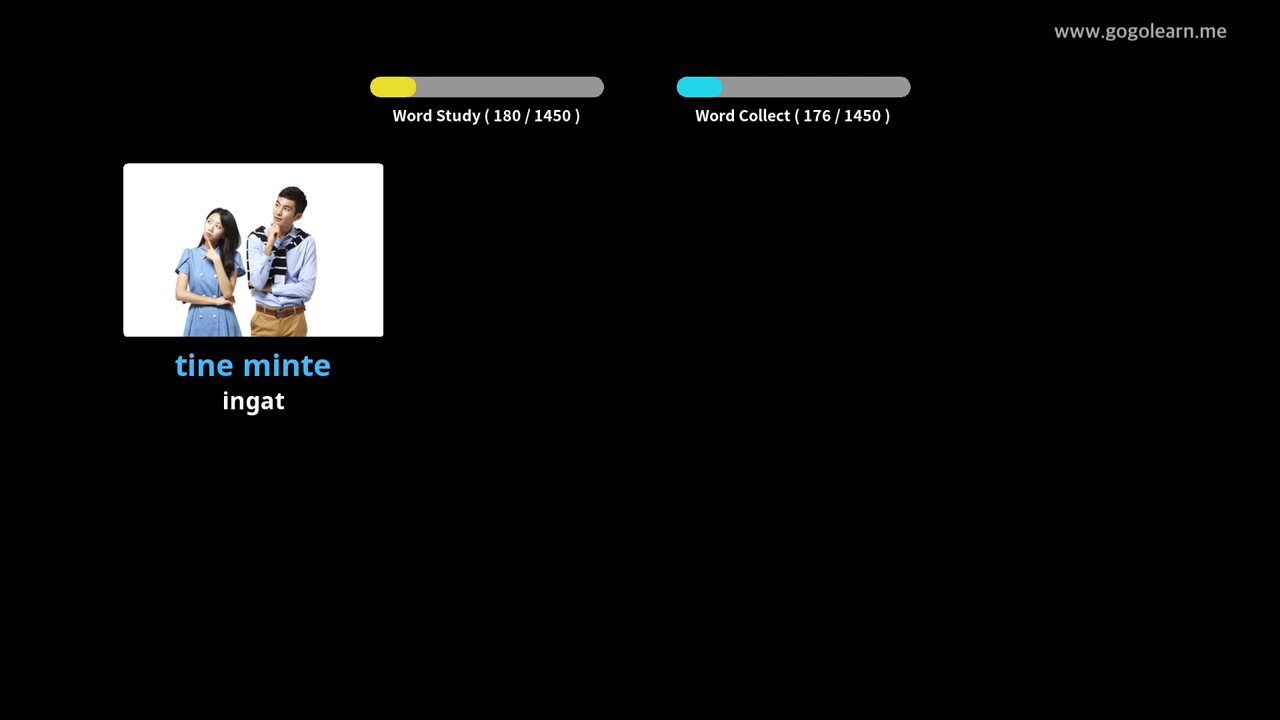 www.gogolearn.me
Word Study ( 180 / 1450 )
Word Collect ( 176 / 1450 )
tine minte
ingat